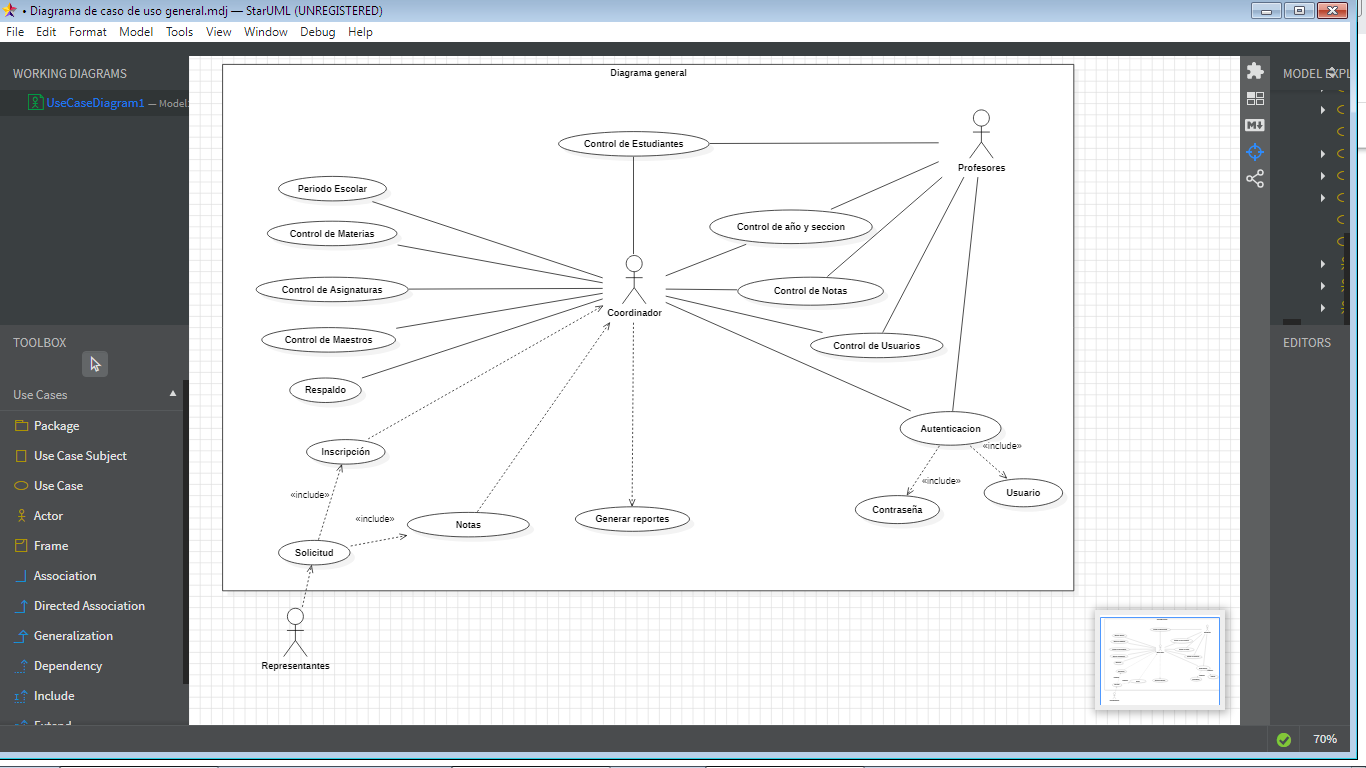 • Diagrama de caso de uso general.mdj — StarUML (UNREGISTERED)
File Edit Format Model Tools View Window Debug Help
WORKING DIAGRAMS
UseCaseDiagram1 — Model
MODEL EXPL
Diagrama general
Control de Estudiantes
Profesores
Periodo Escolar
Control de Materias
Control de año y seccion
Control de Asignaturas
Control de Notas
Coordinador
Control de Maestros
Control de Usuarios
Respaldo
Autenticacion
«include»
Inscripción
«include»
Usuario
Contraseña
«include»
«include»
Notas
Generar reportes
Solicitud
Representantes
TOOLBOX
Use Cases
Package
Use Case Subject
Use Case
Actor
Frame
Association
Directed Association
Generalization
Dependency
Include
Extend
EDITORS
M
70%